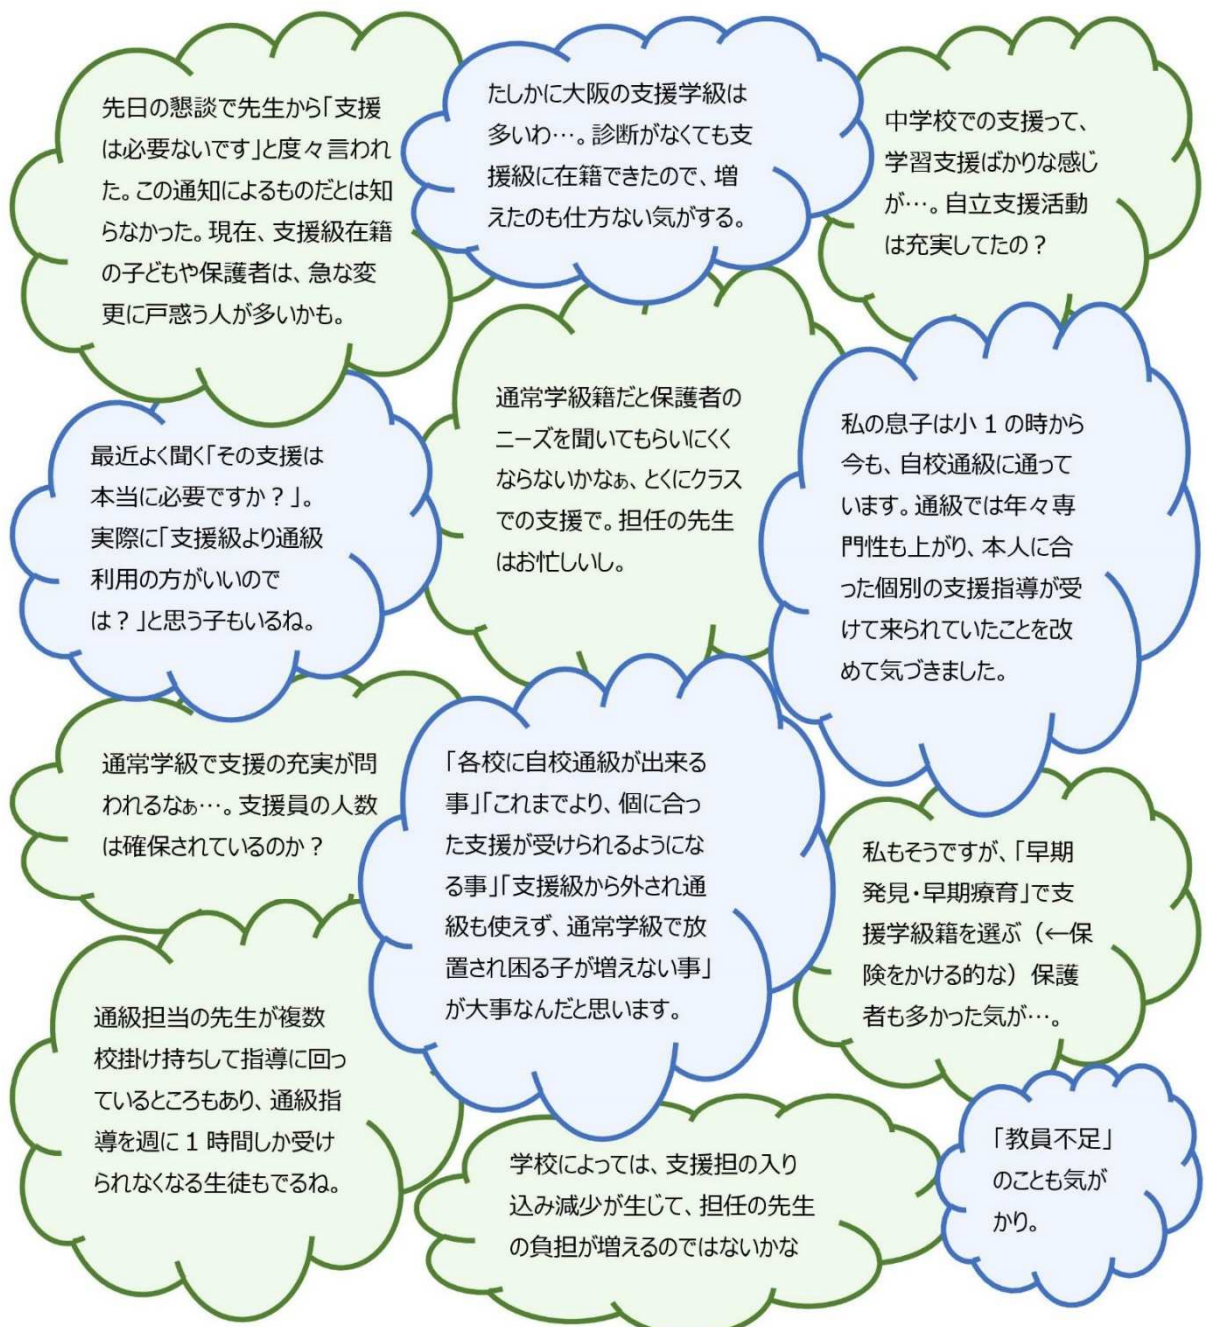 先日の懇談で先生から「支援
は必要ないです」と度々言われ
た。この通知によるものだとは知
らなかった。現在、支援級在籍
の子どもや保護者は、急な変
更に戸惑う人が多いかも。
たしかに大阪の支援学級は
多いわ…。診断がなくても支
援級に在籍できたので、増
えたのも仕方ない気がする。
中学校での支援って、
学習支援ばかりな感じ
が…。自立支援活動
は充実してたの？
最近よく聞く「その支援は
本当に必要ですか？」。
実際に「支援級より通級
利用の方がいいので
は？」と思う子もいるね。
通常学級籍だと保護者の
ニーズを聞いてもらいにくく
ならないかなぁ、とくにクラス
での支援で。担任の先生
はお忙しいし。
私の息子は小 1 の時から
今も、自校通級に通って
います。通級では年々専
門性も上がり、本人に合
った個別の支援指導が受
けて来られていたことを改
めて気づきました。
通常学級で支援の充実が問
われるなぁ…。支援員の人数
は確保されているのか？
「各校に自校通級が出来る
事」「これまでより、個に合っ
た支援が受けられるようにな
る事」「支援級から外され通
級も使えず、通常学級で放
置され困る子が増えない事」
が大事なんだと思います。
私もそうですが、「早期
発見・早期療育」で支
援学級籍を選ぶ（←保
険をかける的な）保護
者も多かった気が…。
通級担当の先生が複数
校掛け持ちして指導に回っ
ているところもあり、通級指
導を週に 1 時間しか受け
られなくなる生徒もでるね。
学校によっては、支援担の入り
込み減少が生じて、担任の先生
の負担が増えるのではないかな
「教員不足」
のことも気が
かり。